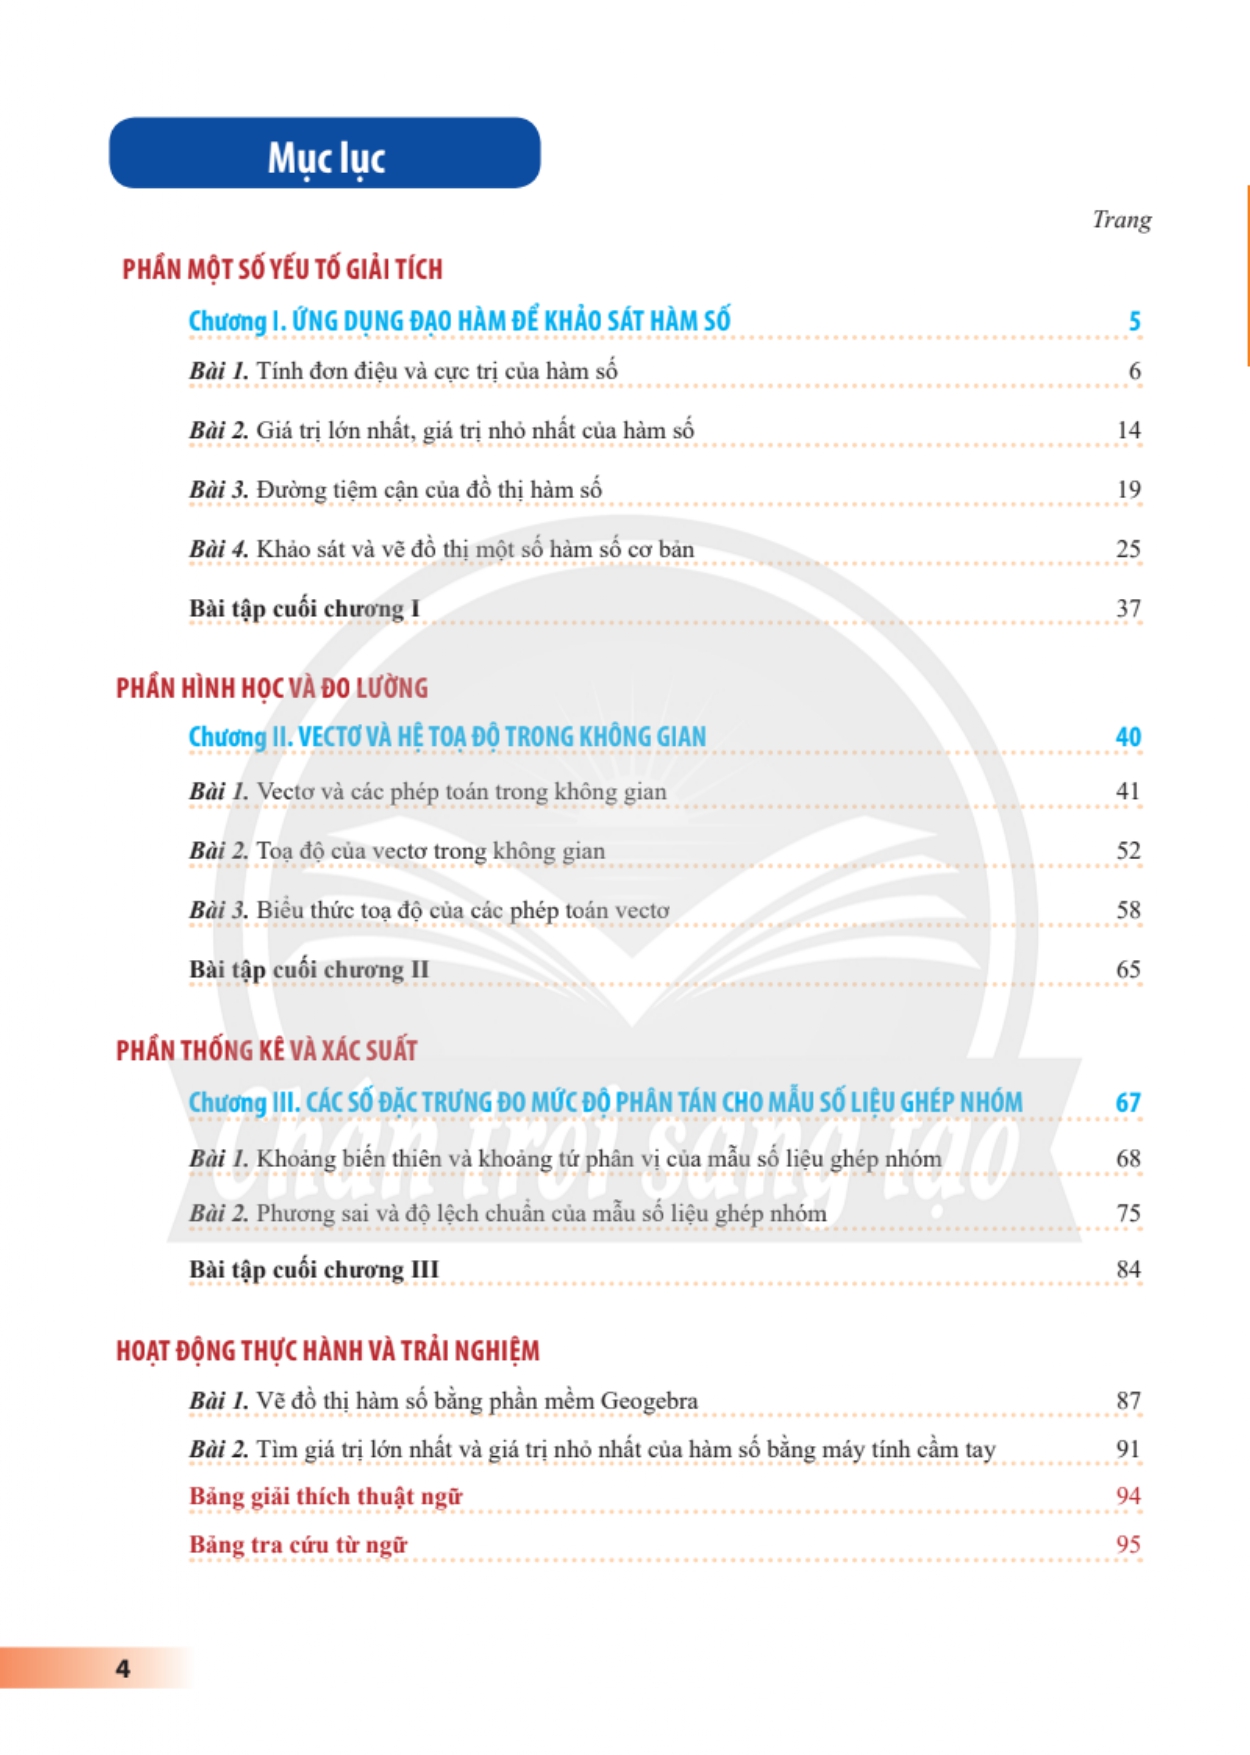 Mục lục
Trang
PHẦN MỘT SỐ YẾU TỐ GIẢI TÍCH
Chương I. ỨNG DỤNG ĐẠO HÀM ĐỂ KHẢO SÁT HÀM SỐ 5
Bài 1. Tính đơn điệu và cực trị của hàm số 6
Bài 2. Giá trị lớn nhất, giá trị nhỏ nhất của hàm số 14
Bài 3. Đường tiệm cận của đồ thị hàm số 19
Bài 4. Khảo sát và vẽ đồ thị một số hàm số cơ bản 25
Bài tập cuối chương I 37
PHẦN HÌNH HỌC VÀ ĐO LƯỜNG
Chương II. VECTƠ VÀ HỆ TOẠ ĐỘ TRONG KHÔNG GIAN 40
Bài 1. Vectơ và các phép toán trong không gian 41
Bài 2. Toạ độ của vectơ trong không gian 52
Bài 3. Biểu thức toạ độ của các phép toán vectơ 58
Bài tập cuối chương II 65
PHẦN THỐNG KÊ VÀ XÁC SUẤT
Chương III. CÁC SỐ ĐẶC TRƯNG ĐO MỨC ĐỘ PHÂN TÁN CHO MẪU SỐ LIỆU GHÉP NHÓM 67
Chân trời sáng tạo
Bài 1. Khoảng biến thiên và khoảng tứ phân vị của mẫu số liệu ghép nhóm 68
Bài 2. Phương sai và độ lệch chuẩn của mẫu số liệu ghép nhóm 75
Bài tập cuối chương III 84
HOẠT ĐỘNG THỰC HÀNH VÀ TRẢI NGHIỆM
Bài 1. Vẽ đồ thị hàm số bằng phần mềm Geogebra 87
Bài 2. Tìm giá trị lớn nhất và giá trị nhỏ nhất của hàm số bằng máy tính cầm tay 91
Bảng giải thích thuật ngữ 94
Bảng tra cứu từ ngữ 95
4